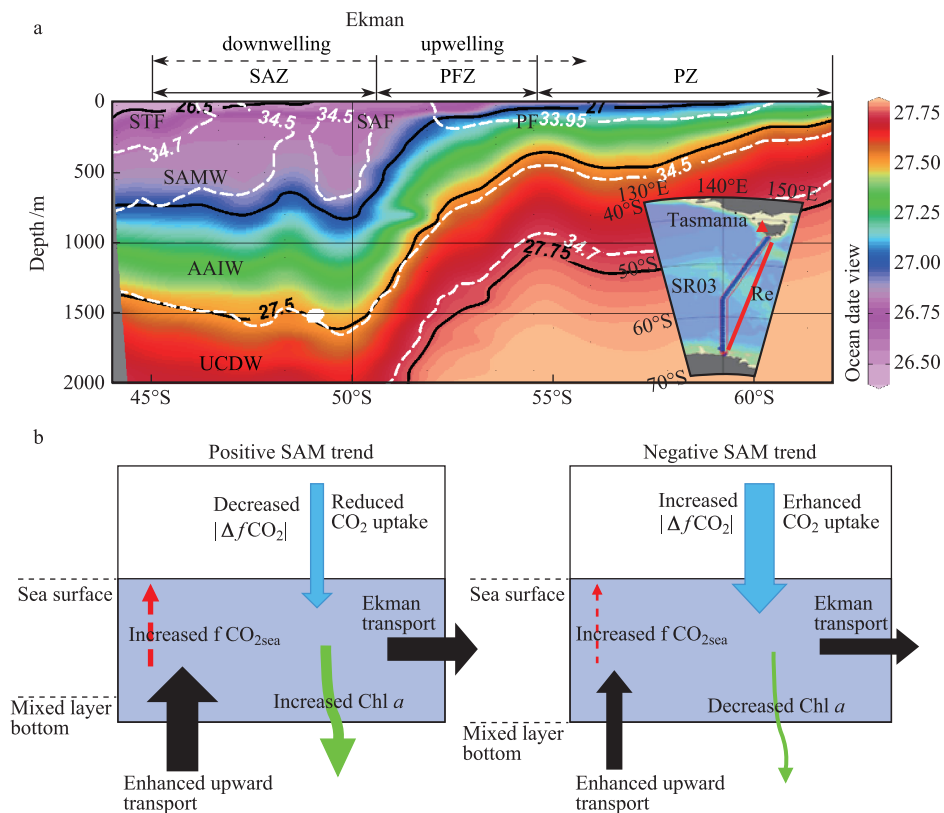 a
Ekman
downwelling
upwelling
SAZ
PFZ
PZ
0
500
1000
1500
2000
Depth /m
26.5
34.5
34.5
27
STF
SAF
PF
33.95
34.7
SAMW
34.5
AAIW
34.7
27.75
27.5
UCDW
45°S
50°S
55°S
60°S
130°E
140°E
150°E
40°S
Tasmania
50°S
SR03
Re
60°S
70°S
27.75
27.50
27.25
27.00
26.75
26.50
Ocean date view
b
Positive SAM trend
Decreased
|ΔfCO2|
Reduced
CO2 uptake
Sea surface
Increased f CO2sea
Ekman
transport
Mixed layer
bottom
Increased Chl a
Enhanced upward
transport
Negative SAM trend
Increased
|ΔfCO2|
Erhanced
CO2 uptake
Sea surface
Increased f CO2sea
Ekman
transport
Mixed layer
bottom
Decreased Chl a
Enhanced upward
transport